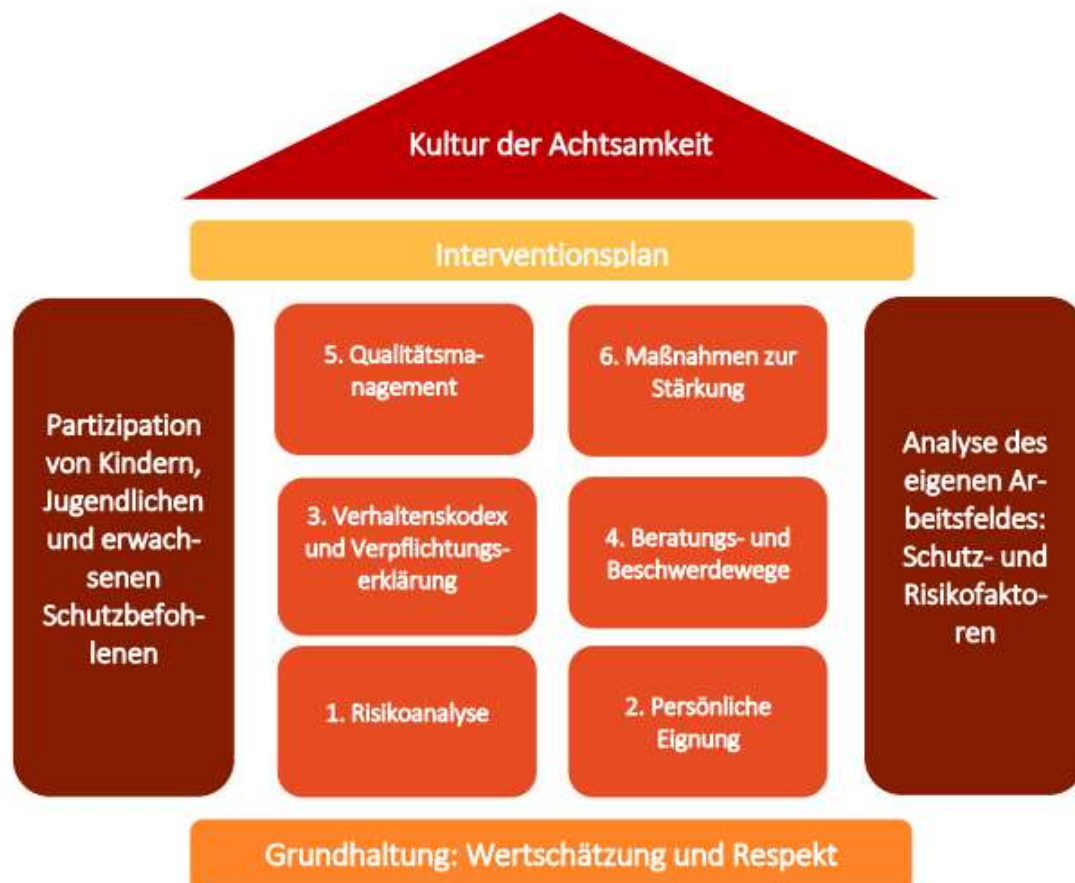 Kultur der Achtsamkeit
Interventionsplan
Partizipation
von Kindern,
Jugendlichen
und erwach-
senen
Schutzbefoh-
lenen
5. Qualitätsma-
nagement
6. Maßnahmen zur
Stärkung
3. Verhaltenskodex
und Verpflichtungs-
erklärung
4. Beratungs- und
Beschwerdewege
1. Risikoanalyse
2. Persönliche
Eignung
Analyse des
eigenen Ar-
beitsfeldes:
Schutz- und
Risikofakto-
ren
Grundhaltung: Wertschätzung und Respekt